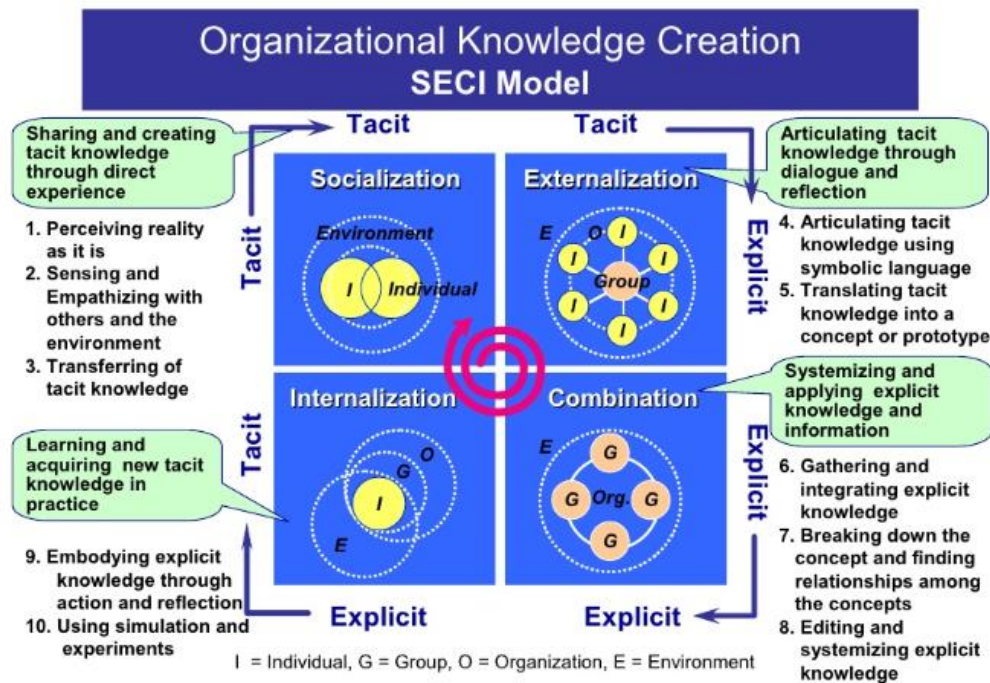 Organizational Knowledge Creation
SECI Model
Sharing and creating
tacit knowledge
through direct
experience
Tacit
Tacit
Articulating tacit
knowledge through
dialogue and
reflection
Tacit
Socialization
Environment
I
Individual
Externalization
E
O
I
I
I
Group
I
I
I
Explicit
1. Perceiving reality
as it is
2. Sensing and
Empathizing with
others and the
environment
3. Transferring of
tacit knowledge
4. Articulating tacit
knowledge using
symbolic language
5. Translating tacit
knowledge into a
concept or prototype
Learning and
acquiring new tacit
knowledge in
practice
Tacit
Internalization
O
G
I
E
Combination
E
G
G
Org.
G
G
Explicit
Systemizing and
applying explicit
knowledge and
information
9. Embodying explicit
knowledge through
action and reflection
10. Using simulation and
experiments
6. Gathering and
integrating explicit
knowledge
7. Breaking down the
concept and finding
relationships among
the concepts
8. Editing and
systemizing explicit
knowledge
Explicit
Explicit
I = Individual, G = Group, O = Organization, E = Environment